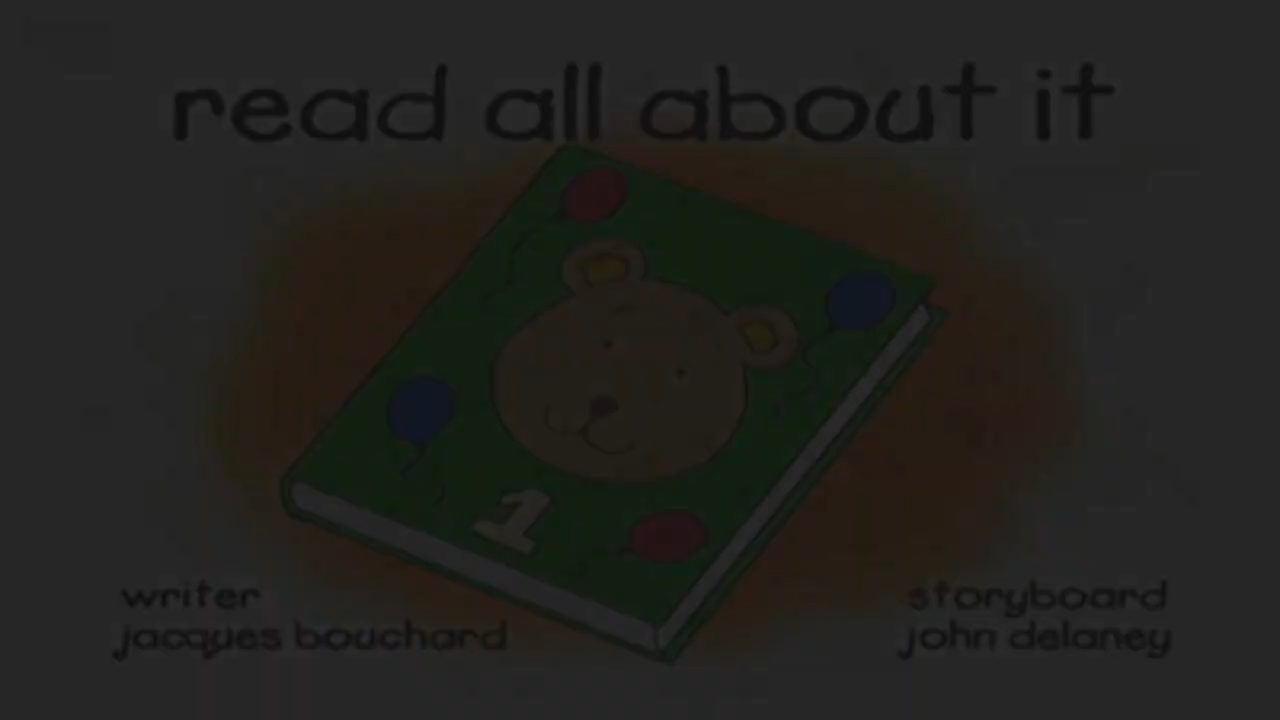 read all about it
1
writer
jacques bouchard
storyboard
john delaney